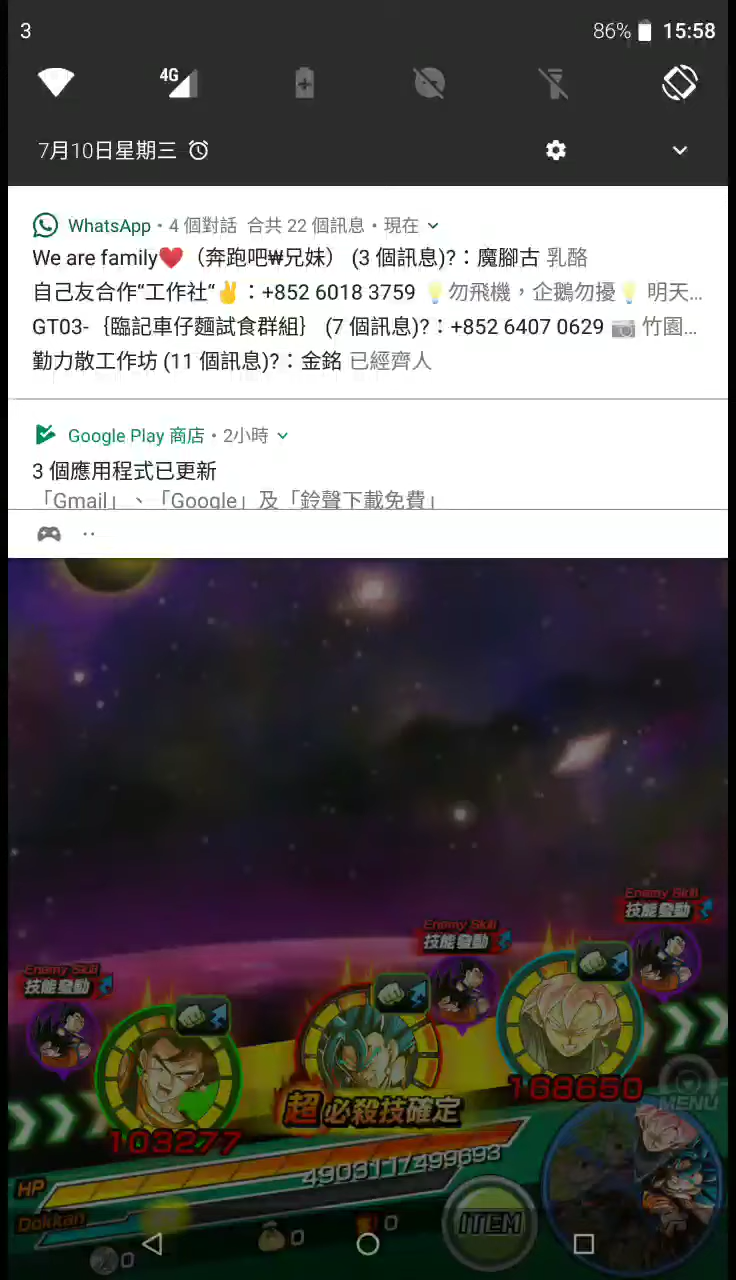 3 86% 15:58
4G
7月10日星期三
WhatsApp • 4 個對話 合共 22 個訊息 • 現在
We are family❤️（奔跑吧₩兄妹） (3 個訊息)?：魔腳古 乳酪
自己友合作“工作社“✌️：+852 6018 3759 💡勿飛機，企鵝勿擾💡 明天…
GT03-｛臨記車仔麵試食群組｝ (7 個訊息)?：+852 6407 0629 📷 竹園…
勤力散工作坊 (11 個訊息)?：金銘 已經齊人
Google Play 商店 • 2小時
3 個應用程式已更新
「Gmail」、「Google」及「鈴聲下載免費」
..
Enemy Skill
技能發動
Enemy Skill
技能發動
Enemy Skill
技能發動
168650
MENU
超必殺技確定
103277
HP 490311/499693
Dokkan
ITEM
0 0 0